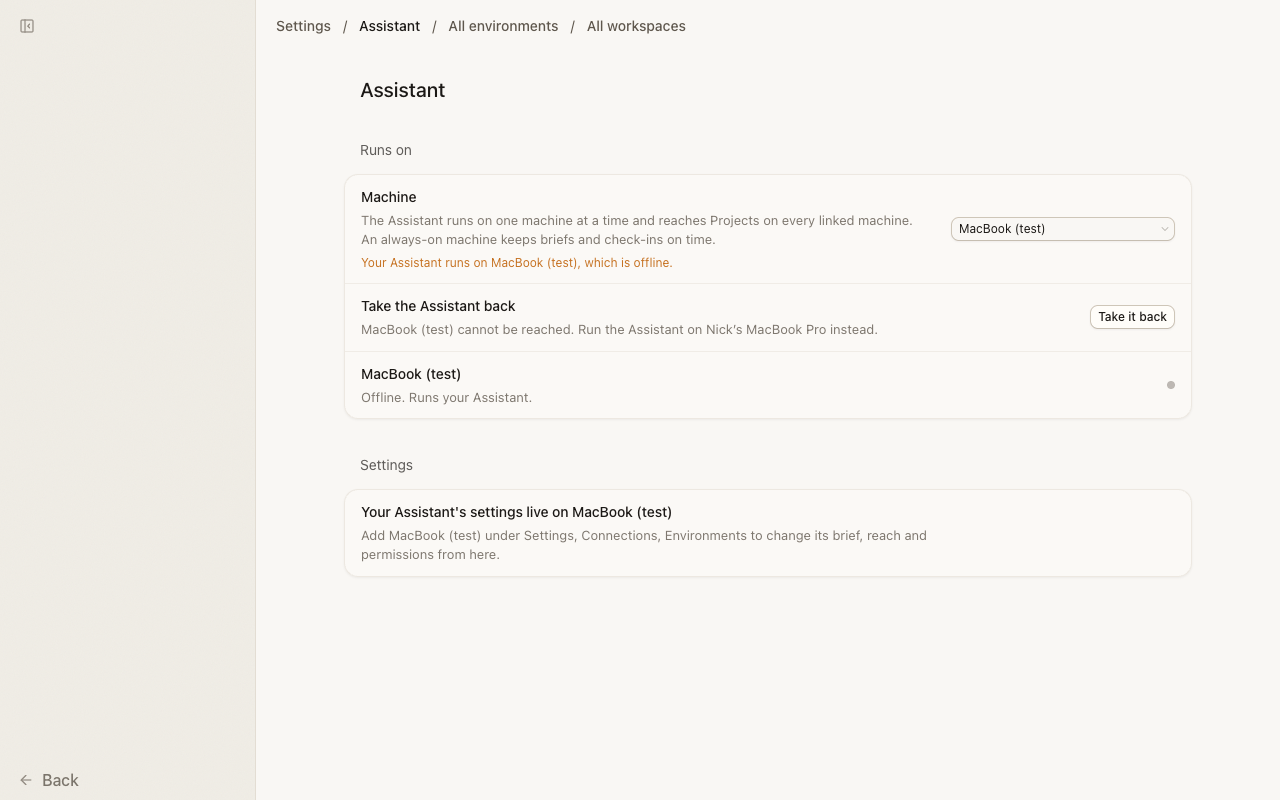 Settings / Assistant / All environments / All workspaces
Assistant
Runs on
Machine
The Assistant runs on one machine at a time and reaches Projects on every linked machine.
An always-on machine keeps briefs and check-ins on time.
Your Assistant runs on MacBook (test), which is offline.
MacBook (test)
Take the Assistant back
MacBook (test) cannot be reached. Run the Assistant on Nick's MacBook Pro instead.
Take it back
MacBook (test)
Offline. Runs your Assistant.
Settings
Your Assistant's settings live on MacBook (test)
Add MacBook (test) under Settings, Connections, Environments to change its brief, reach and
permissions from here.
Back